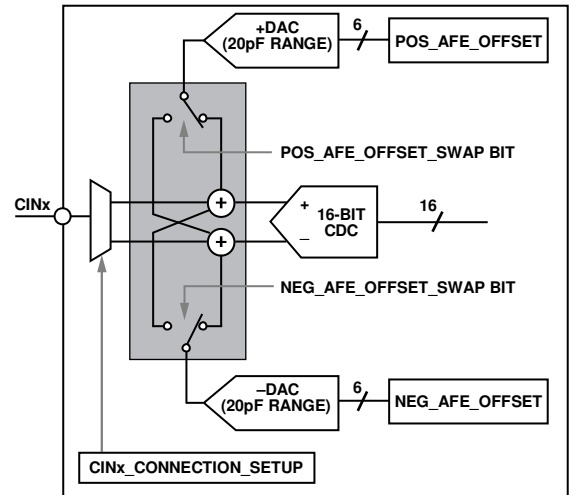 +DAC
(20pF RANGE)
6
POS_AFE_OFFSET
POS_AFE_OFFSET_SWAP BIT
CINx
+
+
16-BIT
CDC
–
+
16
NEG_AFE_OFFSET_SWAP BIT
–DAC
(20pF RANGE)
6
NEG_AFE_OFFSET
CINx_CONNECTION_SETUP